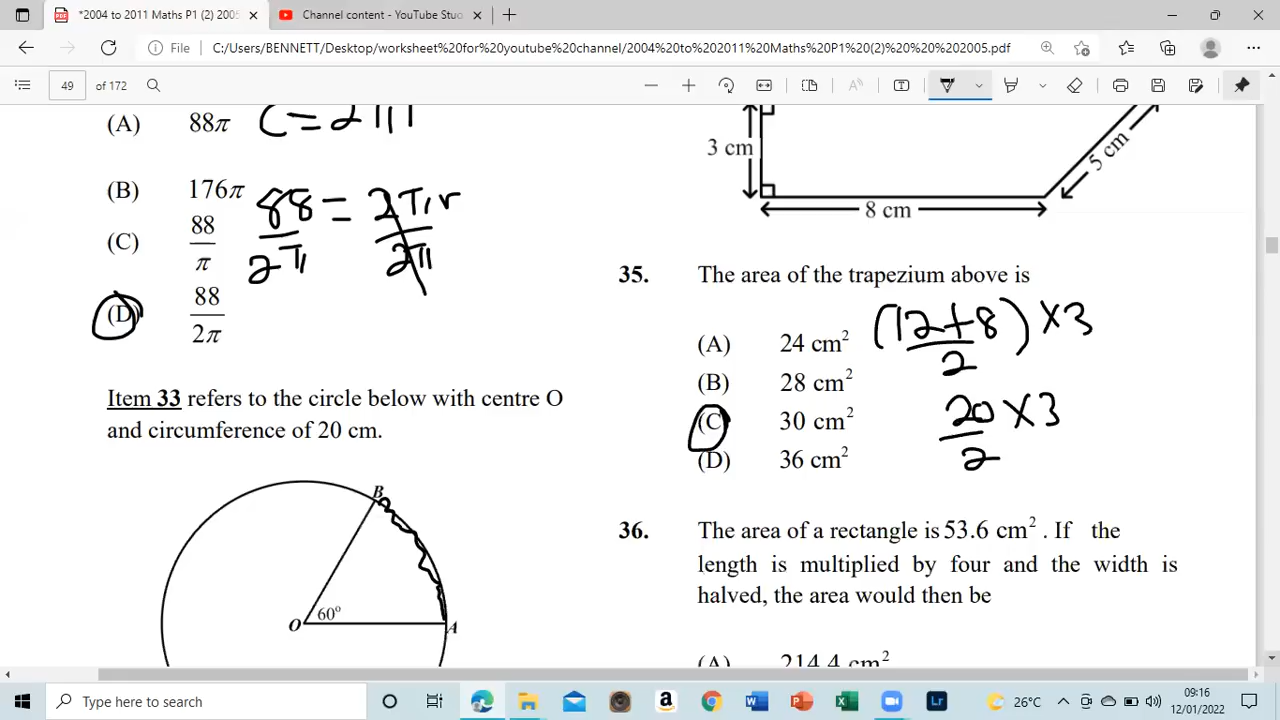 *2004 to 2011 Maths P1 (2) 2005
Channel content - YouTube Stu
File
C:/Users/BENNETT/Desktop/worksheet%20for%20youtube%20channel/2004%20to%202011%20Maths%20P1%20(2)%20%20%202005.pdf
49 of 172
(A) 88π
C = 2πr
(B) 176π
88 = 2πr
(C) 88/π
2π 2π
(D) 88/2π
Item 33 refers to the circle below with centre O
and circumference of 20 cm.
B
60°
O
A
3 cm
5 cm
8 cm
35. The area of the trapezium above is
(12+8)/2 × 3
(A) 24 cm²
(B) 28 cm²
(C) 30 cm²
20/2 × 3
(D) 36 cm²
36. The area of a rectangle is 53.6 cm². If the
length is multiplied by four and the width is
halved, the area would then be
(A) 214.4 cm²
Type here to search
26°C
09:16
12/01/2022